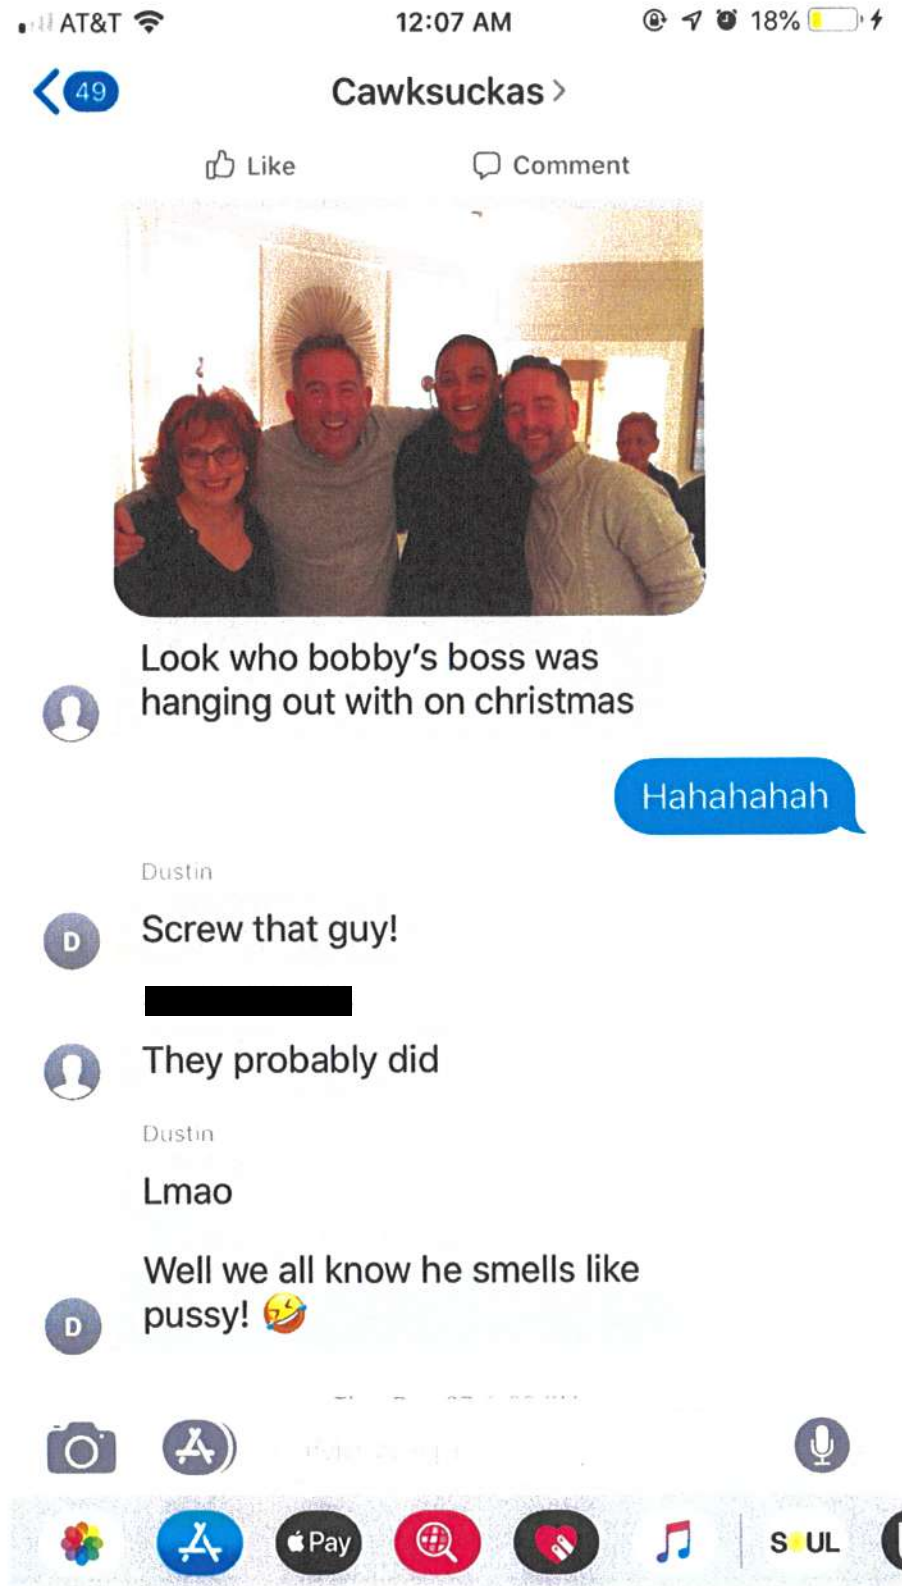 AT&T 12:07 AM 18%
49 Cawksuckas
Like Comment
Look who bobby's boss was
hanging out with on christmas
Hahahahah
Dustin
Screw that guy!
They probably did
Dustin
Lmao
Well we all know he smells like
pussy! 🤣
D
D
Pay
SOUL